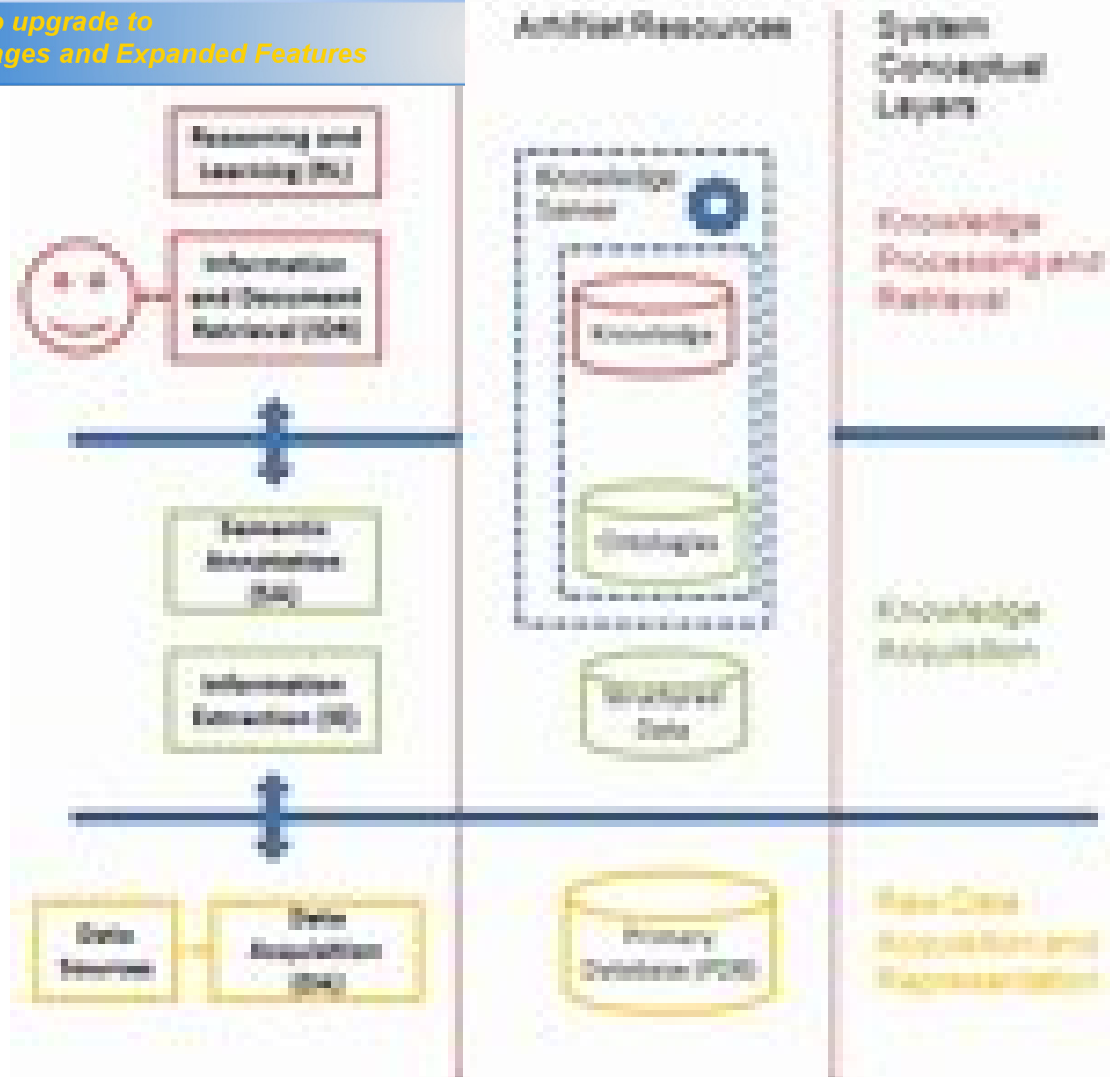 o upgrade to
ages and Expanded Features
Resources
System
Conceptual
Layers
Reasoning and
Learning (RL)
Knowledge
Server
Knowledge
Processing and
Retrieval
Information
and Document
Retrieval (IDR)
Knowledge
Semantic
Annotation
(SA)
Ontologies
Knowledge
Acquisition
Information
Extraction (IE)
Structured
Data
Data
Sources
Data
Acquisition
(DA)
Primary
Database (PDB)
Raw Data
Acquisition and
Representation